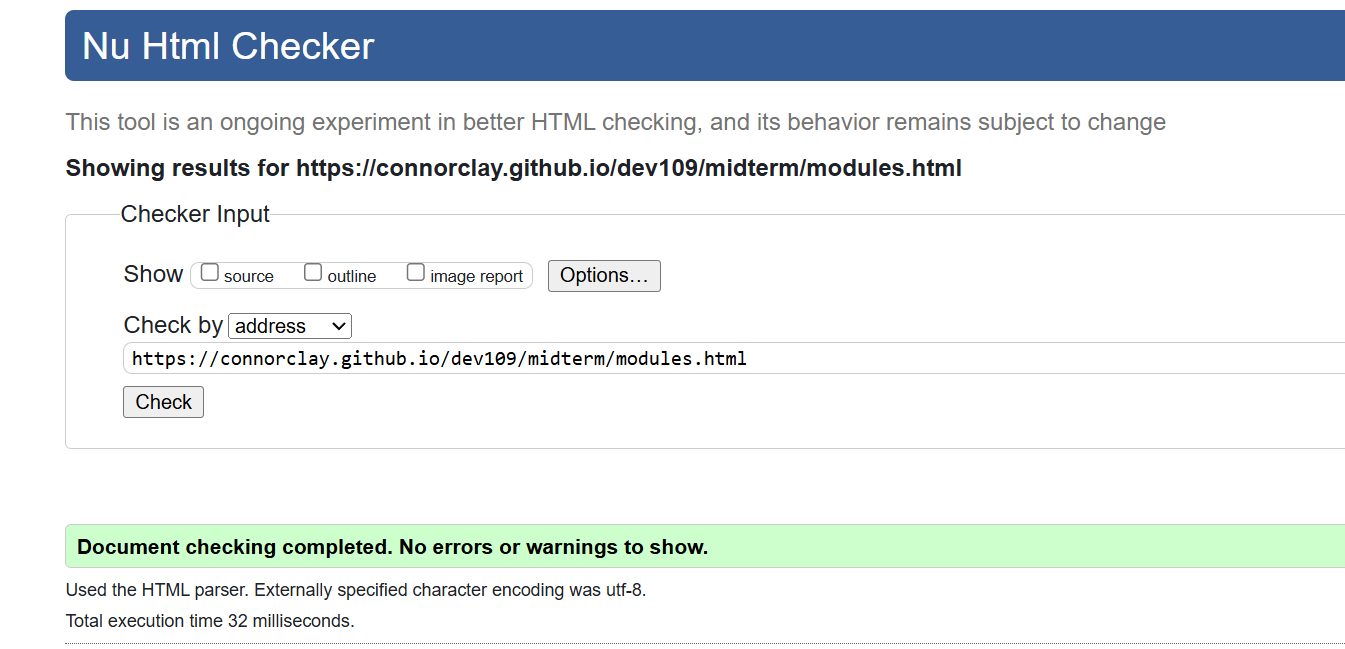 Nu Html Checker
This tool is an ongoing experiment in better HTML checking, and its behavior remains subject to change
Showing results for https://connorclay.github.io/dev109/midterm/modules.html
Checker Input
Show source outline image report Options...
Check by address
https://connorclay.github.io/dev109/midterm/modules.html
Check
Document checking completed. No errors or warnings to show.
Used the HTML parser. Externally specified character encoding was utf-8.
Total execution time 32 milliseconds.